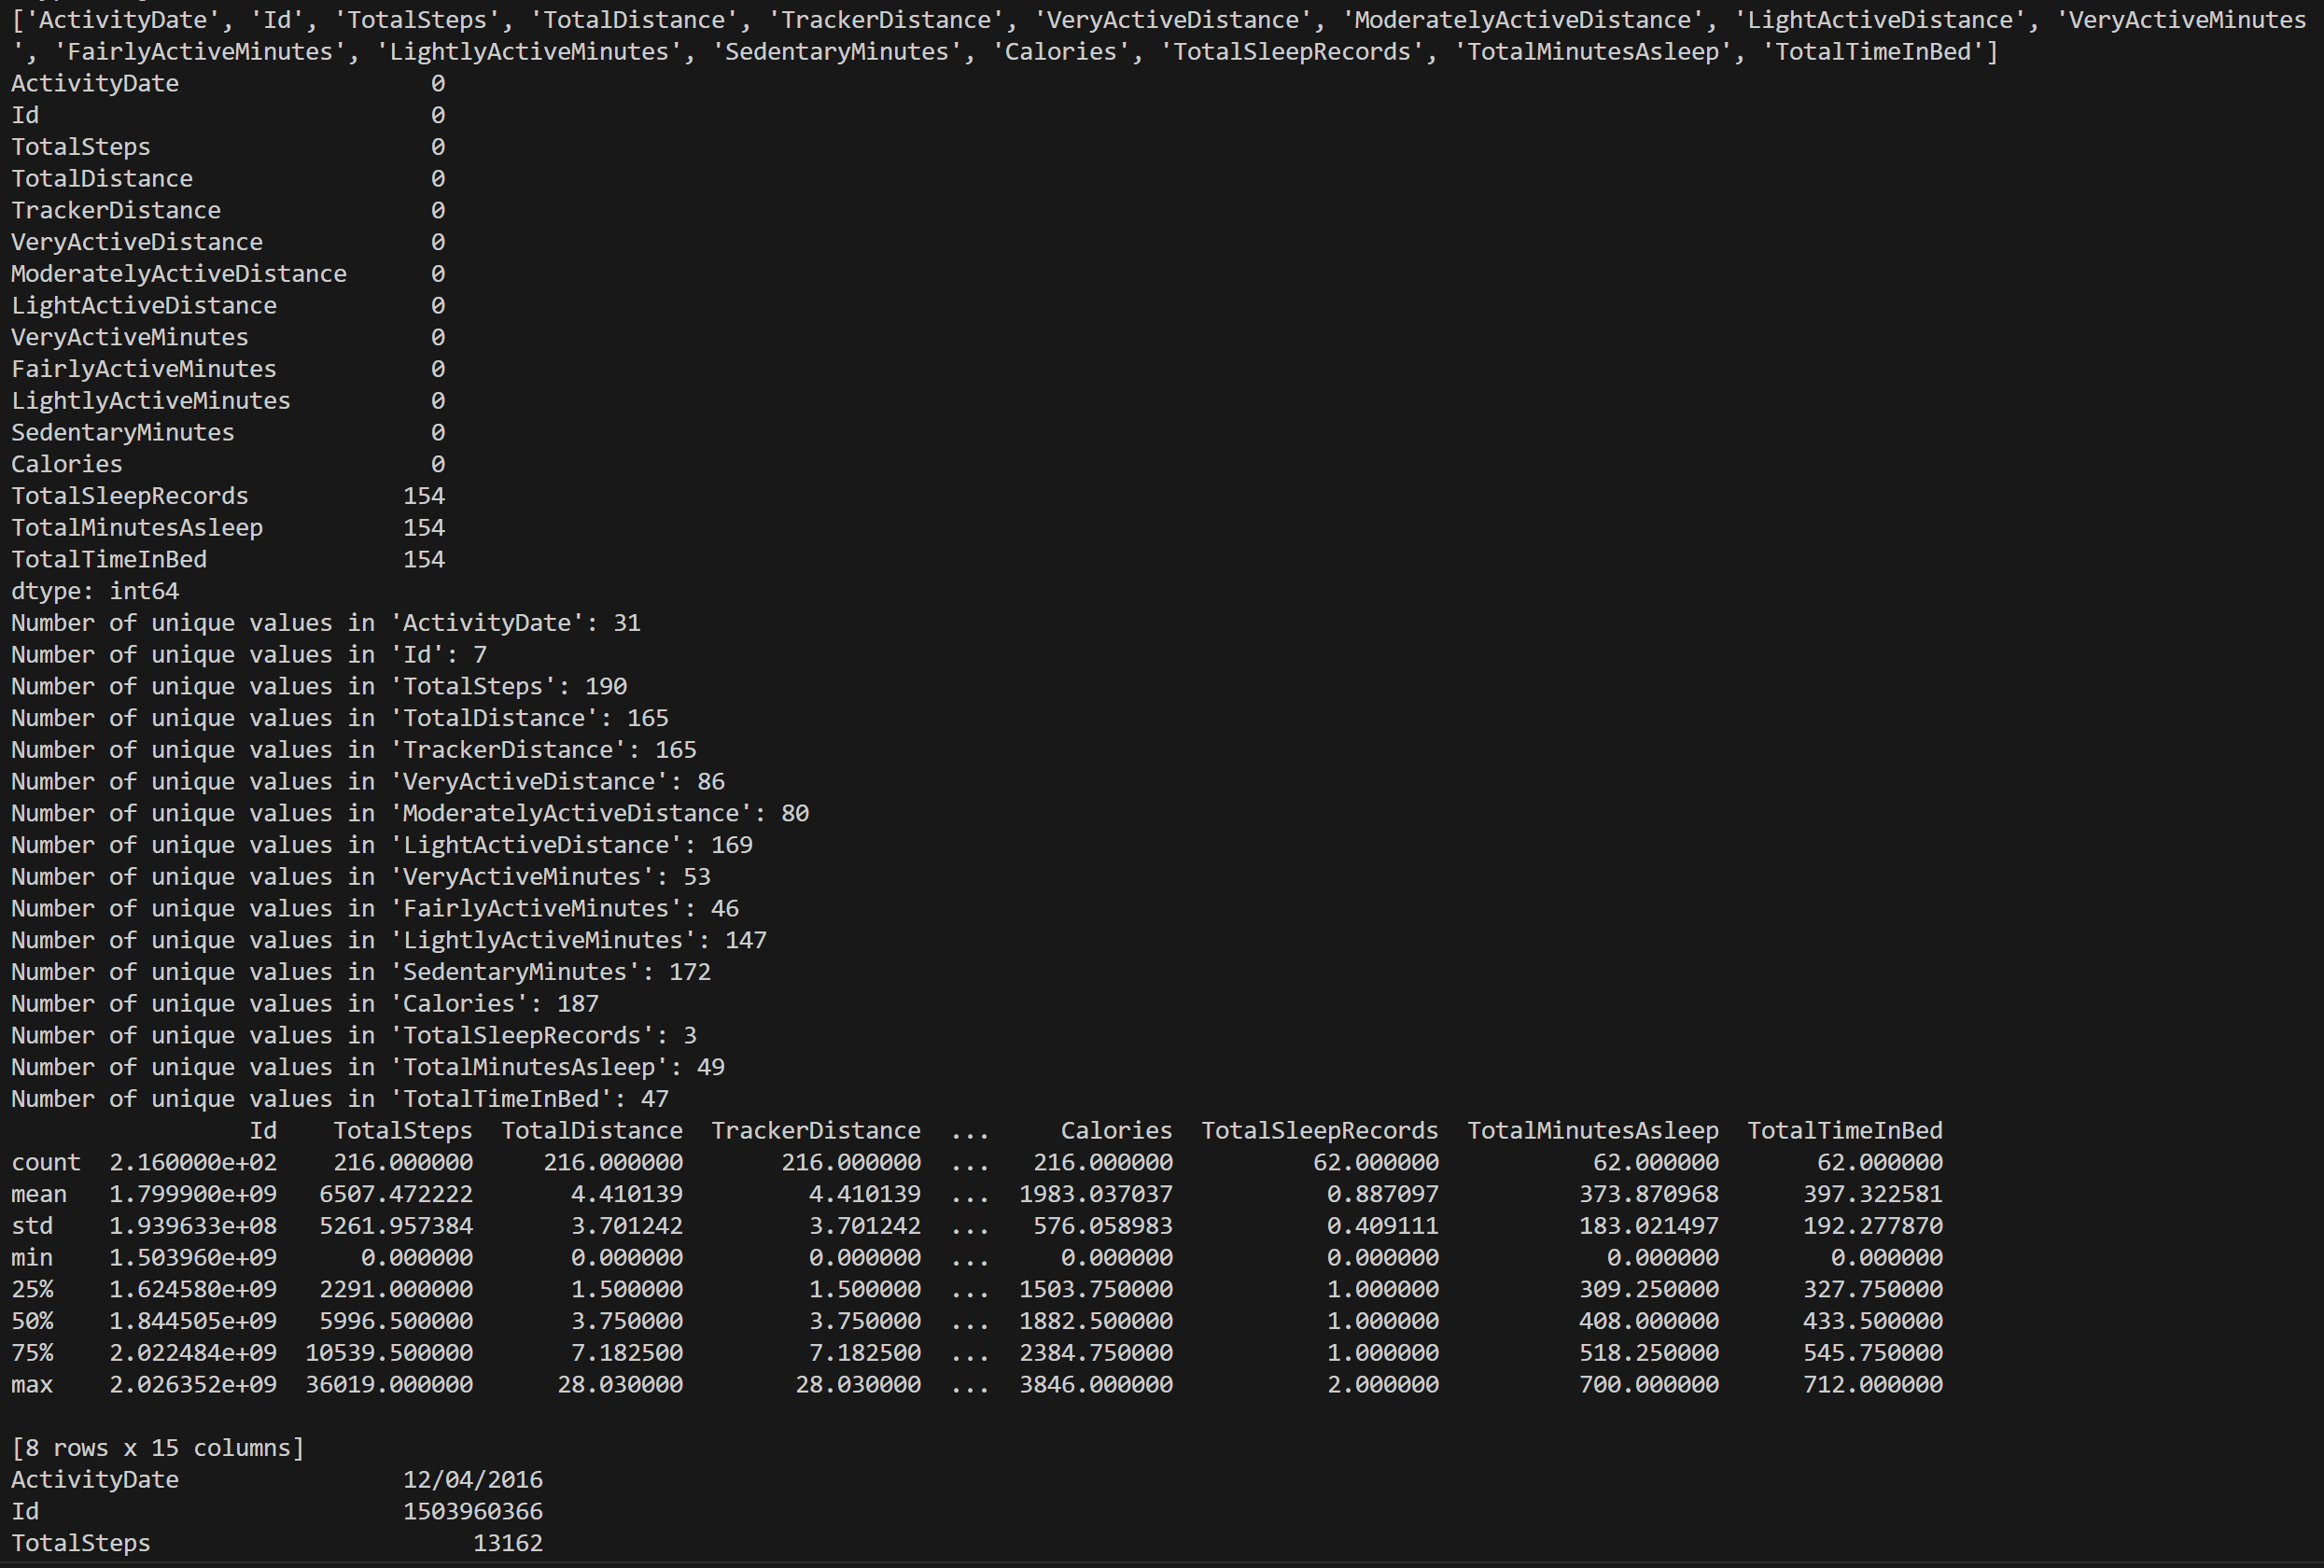 ['ActivityDate', 'Id', 'TotalSteps', 'TotalDistance', 'TrackerDistance', 'VeryActiveDistance', 'ModeratelyActiveDistance', 'LightActiveDistance', 'VeryActiveMinutes
', 'FairlyActiveMinutes', 'LightlyActiveMinutes', 'SedentaryMinutes', 'Calories', 'TotalSleepRecords', 'TotalMinutesAsleep', 'TotalTimeInBed']
ActivityDate                  0
Id                            0
TotalSteps                    0
TotalDistance                 0
TrackerDistance               0
VeryActiveDistance            0
ModeratelyActiveDistance      0
LightActiveDistance           0
VeryActiveMinutes             0
FairlyActiveMinutes           0
LightlyActiveMinutes          0
SedentaryMinutes              0
Calories                      0
TotalSleepRecords           154
TotalMinutesAsleep          154
TotalTimeInBed              154
dtype: int64
Number of unique values in 'ActivityDate': 31
Number of unique values in 'Id': 7
Number of unique values in 'TotalSteps': 190
Number of unique values in 'TotalDistance': 165
Number of unique values in 'TrackerDistance': 165
Number of unique values in 'VeryActiveDistance': 86
Number of unique values in 'ModeratelyActiveDistance': 80
Number of unique values in 'LightActiveDistance': 169
Number of unique values in 'VeryActiveMinutes': 53
Number of unique values in 'FairlyActiveMinutes': 46
Number of unique values in 'LightlyActiveMinutes': 147
Number of unique values in 'SedentaryMinutes': 172
Number of unique values in 'Calories': 187
Number of unique values in 'TotalSleepRecords': 3
Number of unique values in 'TotalMinutesAsleep': 49
Number of unique values in 'TotalTimeInBed': 47
                 Id    TotalSteps  TotalDistance  TrackerDistance  ...     Calories  TotalSleepRecords  TotalMinutesAsleep  TotalTimeInBed
count  2.160000e+02    216.000000     216.000000       216.000000  ...   216.000000          62.000000           62.000000       62.000000
mean   1.799900e+09   6507.472222       4.410139         4.410139  ...  1983.037037           0.887097          373.870968      397.322581
std    1.939633e+08   5261.957384       3.701242         3.701242  ...   576.058983           0.409111          183.021497      192.277870
min    1.503960e+09      0.000000       0.000000         0.000000  ...     0.000000           0.000000            0.000000        0.000000
25%    1.624580e+09   2291.000000       1.500000         1.500000  ...  1503.750000           1.000000          309.250000      327.750000
50%    1.844505e+09   5996.500000       3.750000         3.750000  ...  1882.500000           1.000000          408.000000      433.500000
75%    2.022484e+09  10539.500000       7.182500         7.182500  ...  2384.750000           1.000000          518.250000      545.750000
max    2.026352e+09  36019.000000      28.030000        28.030000  ...  3846.000000           2.000000          700.000000      712.000000
[8 rows x 15 columns]
ActivityDate                12/04/2016
Id                          1503960366
TotalSteps                       13162